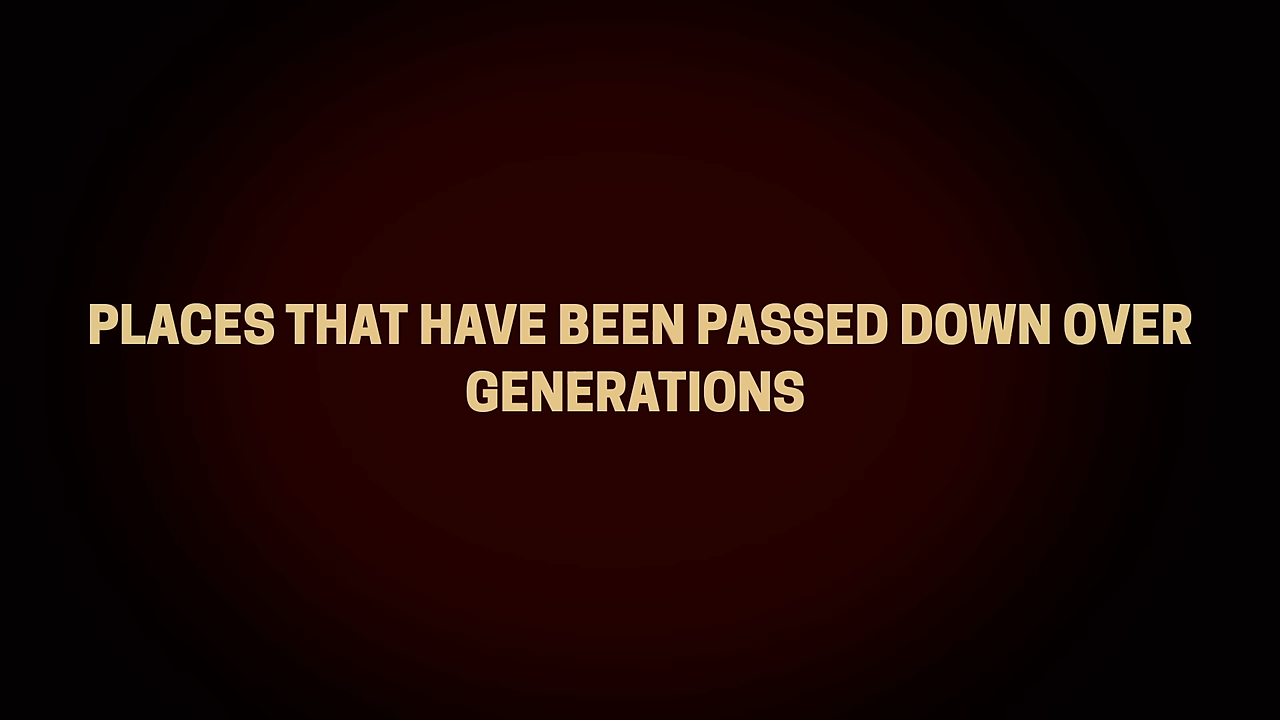 PLACES THAT HAVE BEEN PASSED DOWN OVER
GENERATIONS